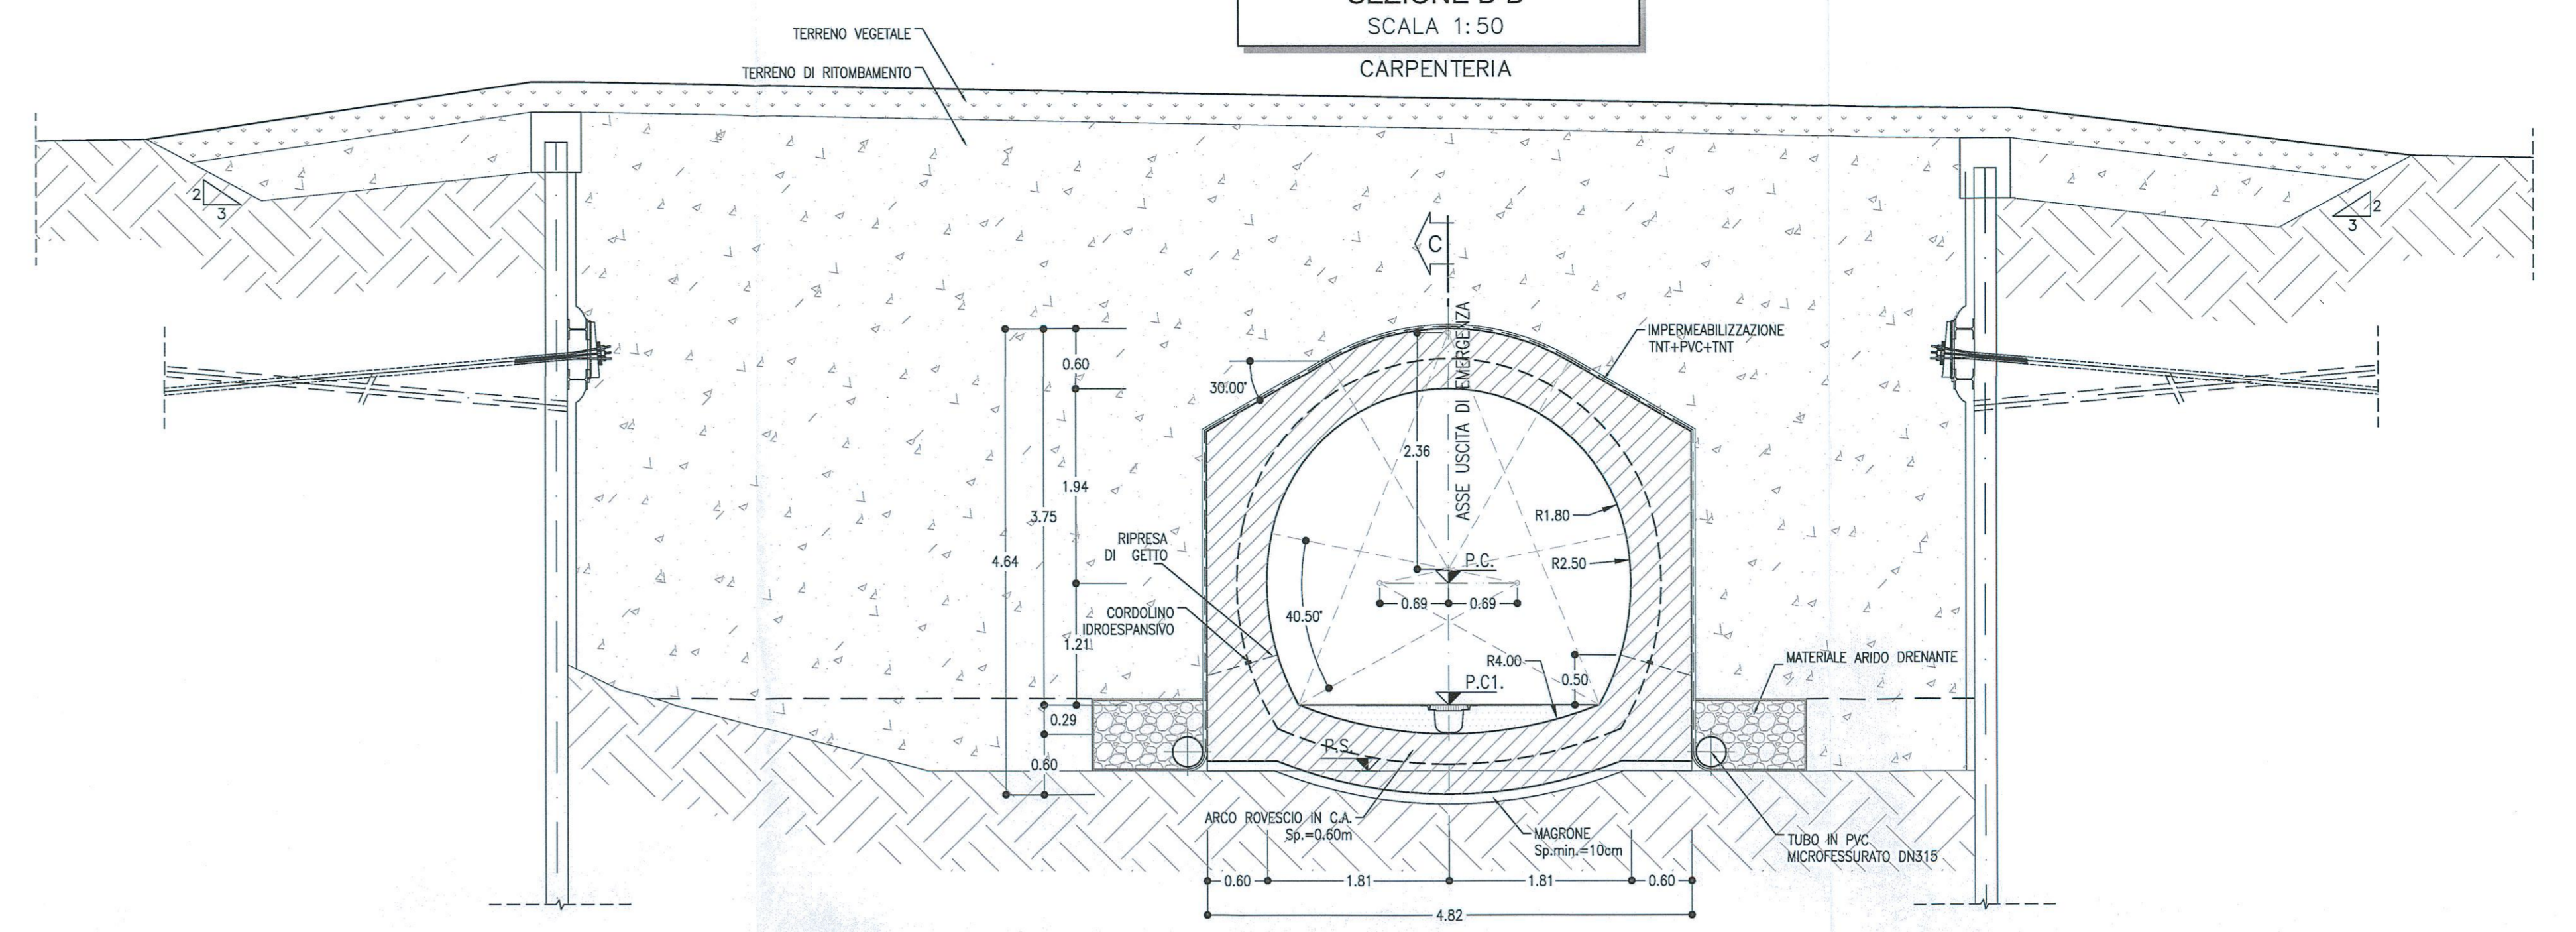 SEZIONE B-B
SCALA 1:50
CARPENTERIA
TERRENO VEGETALE
TERRENO DI RITOMBAMENTO
2
3
2
3
C
ASSE USCITA DI EMERGENZA
IMPERMEABILIZZAZIONE
TNT+PVC+TNT
0.60
30.00°
2.36
1.94
3.75
4.64
R1.80
R2.50
RIPRESA
DI GETTO
P.C.
0.69
0.69
40.50°
CORDOLINO
IDROESPANSIVO
1.21
R4.00
0.50
MATERIALE ARIDO DRENANTE
P.C1.
0.29
P.S.
0.60
ARCO ROVESCIO IN C.A.
Sp.=0.60m
MAGRONE
Sp.min.=10cm
TUBO IN PVC
MICROFESSURATO DN315
0.60
1.81
1.81
0.60
4.82